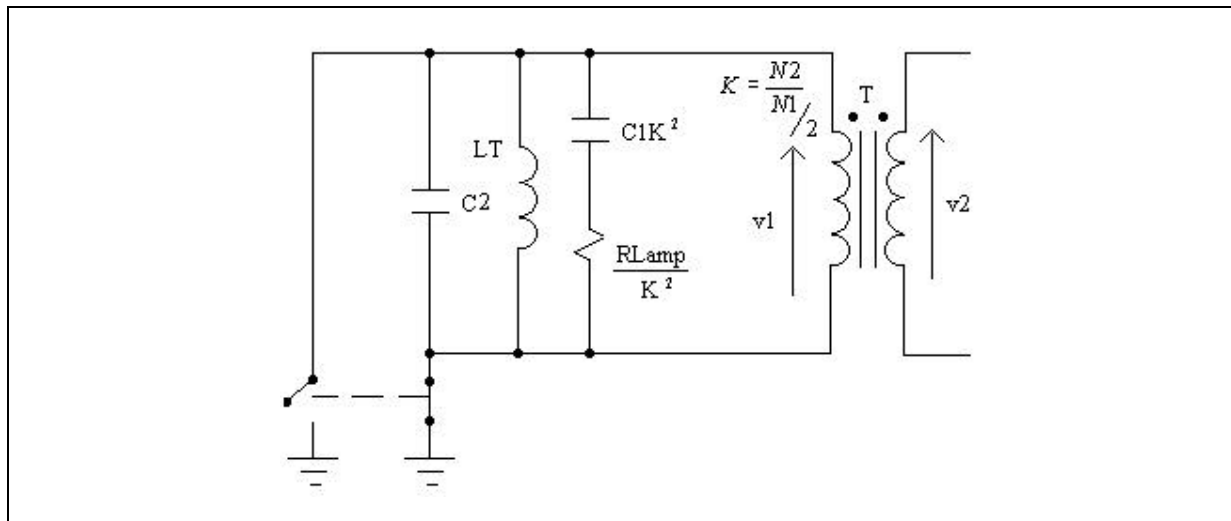 K = N2
N1/2
T
C1K²
LT
C2
v1
v2
RLamp
K²